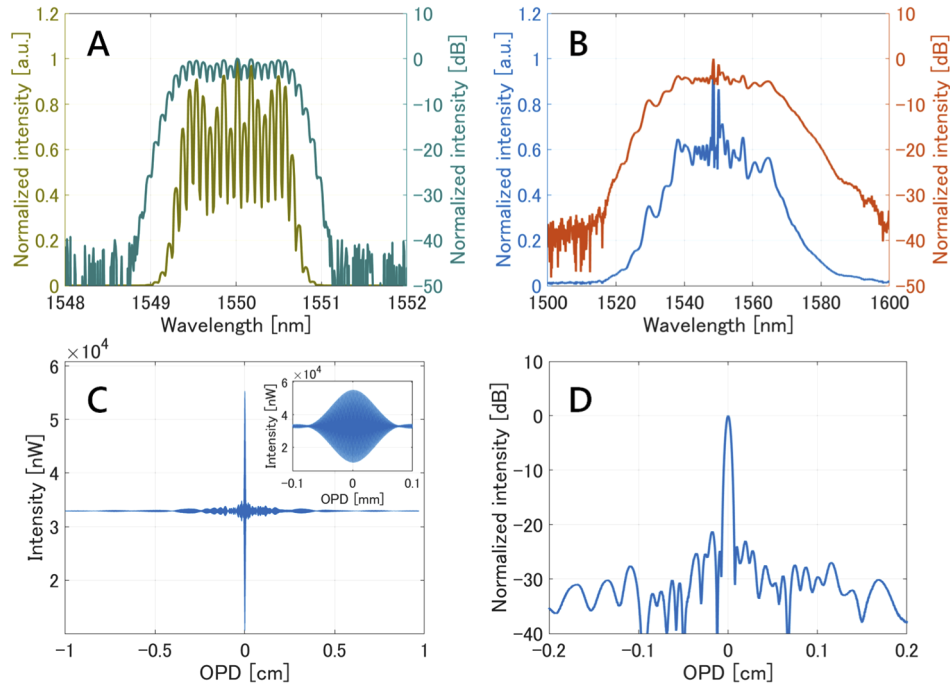 A
Normalized intensity [a.u.]
1.2
1
0.8
0.6
0.4
0.2
0
10
0
−10
−20
−30
−40
−50
Normalized intensity [dB]
1548 1549 1550 1551 1552
Wavelength [nm]
B
Normalized intensity [a.u.]
1.2
1
0.8
0.6
0.4
0.2
0
10
0
−10
−20
−30
−40
−50
Normalized intensity [dB]
1500 1520 1540 1560 1580 1600
Wavelength [nm]
C
×10⁴
Intensity [nW]
6
5
4
3
2
−1 −0.5 0 0.5 1
OPD [cm]
×10⁴
Intensity [nW]
6
4
2
−0.1 0 0.1
OPD [mm]
D
Normalized intensity [dB]
10
0
−10
−20
−30
−40
−0.2 −0.1 0 0.1 0.2
OPD [cm]